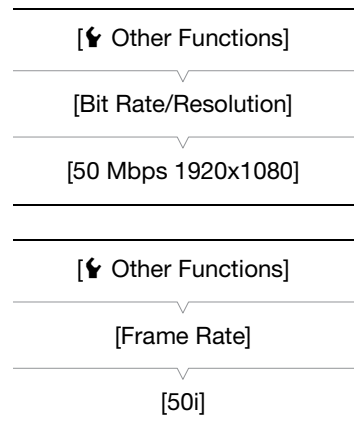 [ Other Functions]
[Bit Rate/Resolution]
[50 Mbps 1920x1080]
[ Other Functions]
[Frame Rate]
[50i]